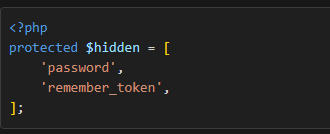 <?php
protected $hidden = [
    'password',
    'remember_token',
];